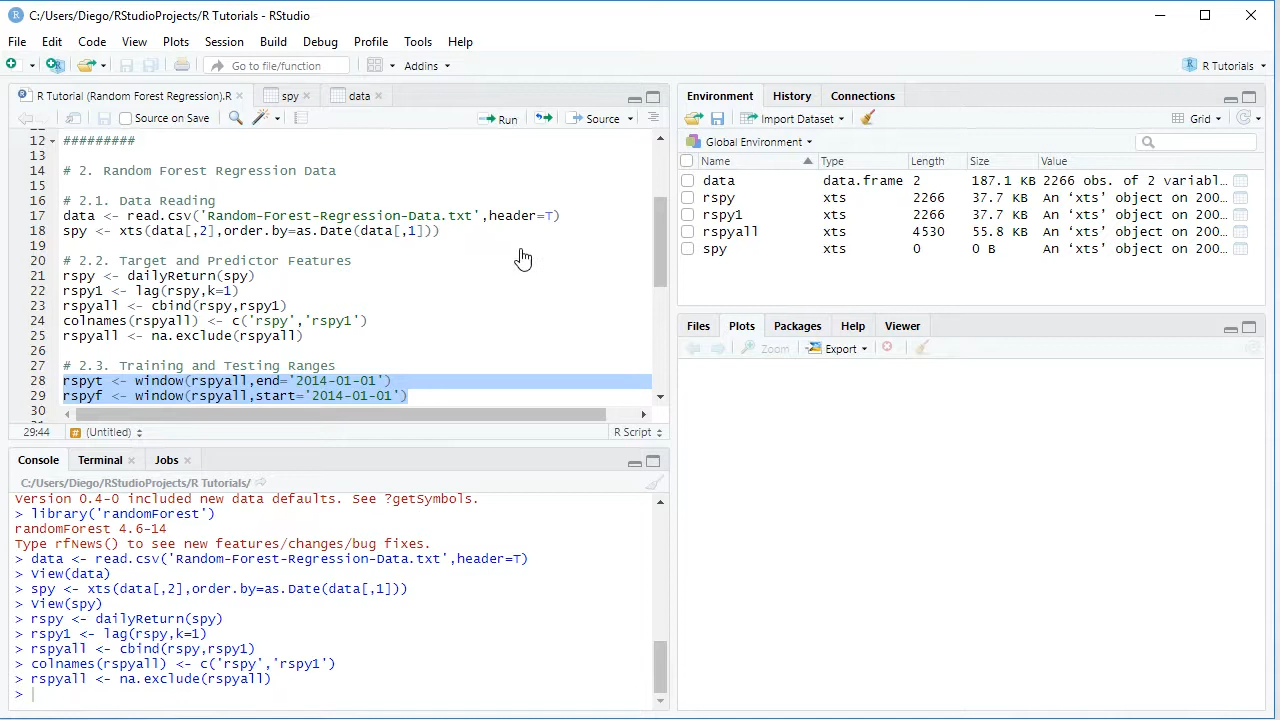 C:/Users/Diego/RStudioProjects/R Tutorials - RStudio
File Edit Code View Plots Session Build Debug Profile Tools Help
Go to file/function Addins R Tutorials
R Tutorial (Random Forest Regression).R spy data
Source on Save Run Source
12 #########
13
14 # 2. Random Forest Regression Data
15
16 # 2.1. Data Reading
17 data <- read.csv('Random-Forest-Regression-Data.txt',header=T)
18 spy <- xts(data[,2],order.by=as.Date(data[,1]))
19
20 # 2.2. Target and Predictor Features
21 rspy <- dailyReturn(spy)
22 rspy1 <- lag(rspy,k=1)
23 rspyall <- cbind(rspy,rspy1)
24 colnames(rspyall) <- c('rspy','rspy1')
25 rspyall <- na.exclude(rspyall)
26
27 # 2.3. Training and Testing Ranges
28 rspyt <- window(rspyall,end='2014-01-01')
29 rspyf <- window(rspyall,start='2014-01-01')
30
29:44 # (Untitled) R Script
Console Terminal Jobs
C:/Users/Diego/RStudioProjects/R Tutorials/
Version 0.4-0 included new data defaults. See ?getSymbols.
> library('randomForest')
randomForest 4.6-14
Type rfNews() to see new features/changes/bug fixes.
> data <- read.csv('Random-Forest-Regression-Data.txt',header=T)
> View(data)
> spy <- xts(data[,2],order.by=as.Date(data[,1]))
> View(spy)
> rspy <- dailyReturn(spy)
> rspy1 <- lag(rspy,k=1)
> rspyall <- cbind(rspy,rspy1)
> colnames(rspyall) <- c('rspy','rspy1')
> rspyall <- na.exclude(rspyall)
>
Environment History Connections
Import Dataset Grid
Global Environment
Name Type Length Size Value
data data.frame 2 187.1 KB 2266 obs. of 2 variabl…
rspy xts 2266 37.7 KB An ‘xts’ object on 200…
rspy1 xts 2266 37.7 KB An ‘xts’ object on 200…
rspyall xts 4530 55.8 KB An ‘xts’ object on 200…
spy xts 0 0 B An ‘xts’ object on 200…
Files Plots Packages Help Viewer
Zoom Export